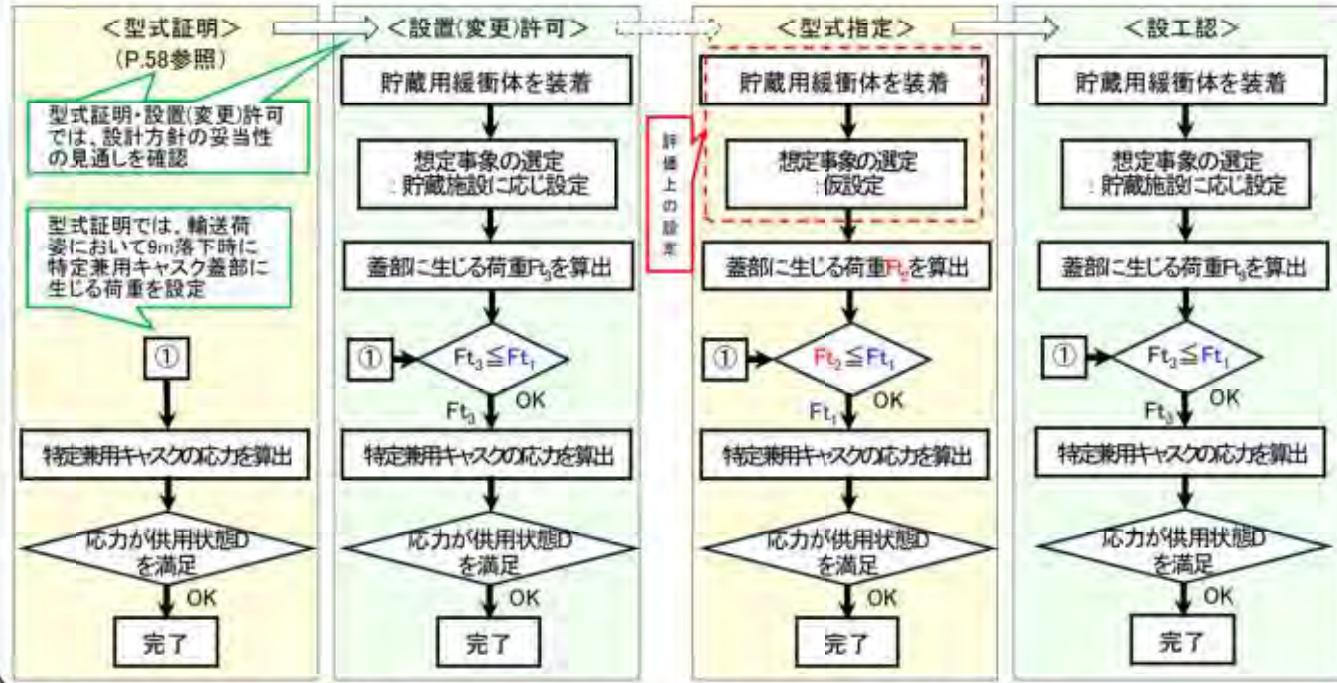 ＜型式証明＞
(P.58参照)
型式証明・設置(変更)許可
では、設計方針の妥当性
の見通しを確認
型式証明では、輸送荷
姿において9m落下時に
特定兼用キャスク蓋部に
生じる荷重を設定
①
特定兼用キャスクの応力を算出
応力が供用状態D
を満足
OK
完了
＜設置(変更)許可＞
貯蔵用緩衝体を装着
想定事象の選定
：貯蔵施設に応じ設定
蓋部に生じる荷重Ft₃を算出
①
Ft₃≦Ft₁
OK
Ft₃
特定兼用キャスクの応力を算出
応力が供用状態D
を満足
OK
完了
評価上の設定
＜型式指定＞
貯蔵用緩衝体を装着
想定事象の選定
：仮設定
蓋部に生じる荷重Ft₂を算出
①
Ft₂≦Ft₁
OK
Ft₁
特定兼用キャスクの応力を算出
応力が供用状態D
を満足
OK
完了
＜設工認＞
貯蔵用緩衝体を装着
想定事象の選定
：貯蔵施設に応じ設定
蓋部に生じる荷重Ft₃を算出
①
Ft₃≦Ft₁
OK
Ft₃
特定兼用キャスクの応力を算出
応力が供用状態D
を満足
OK
完了